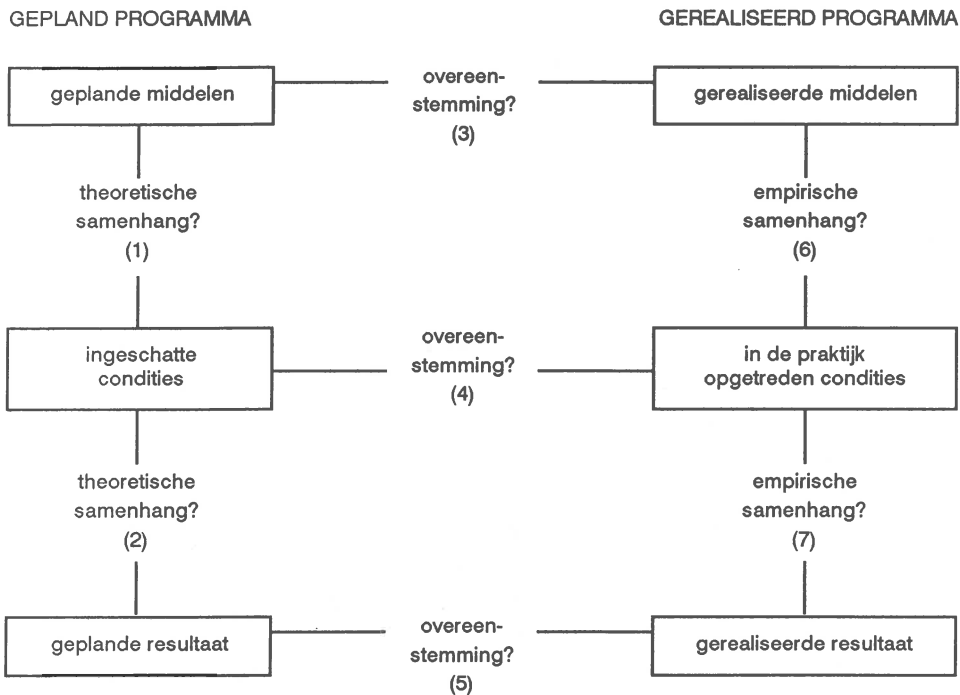 GEPLAND PROGRAMMA
GEREALISEERD PROGRAMMA
geplande middelen
overeen-
stemming?
(3)
gerealiseerde middelen
theoretische
samenhang?
(1)
empirische
samenhang?
(6)
ingeschatte
condities
overeen-
stemming?
(4)
in de praktijk
opgetreden condities
theoretische
samenhang?
(2)
empirische
samenhang?
(7)
geplande resultaat
overeen-
stemming?
(5)
gerealiseerde resultaat